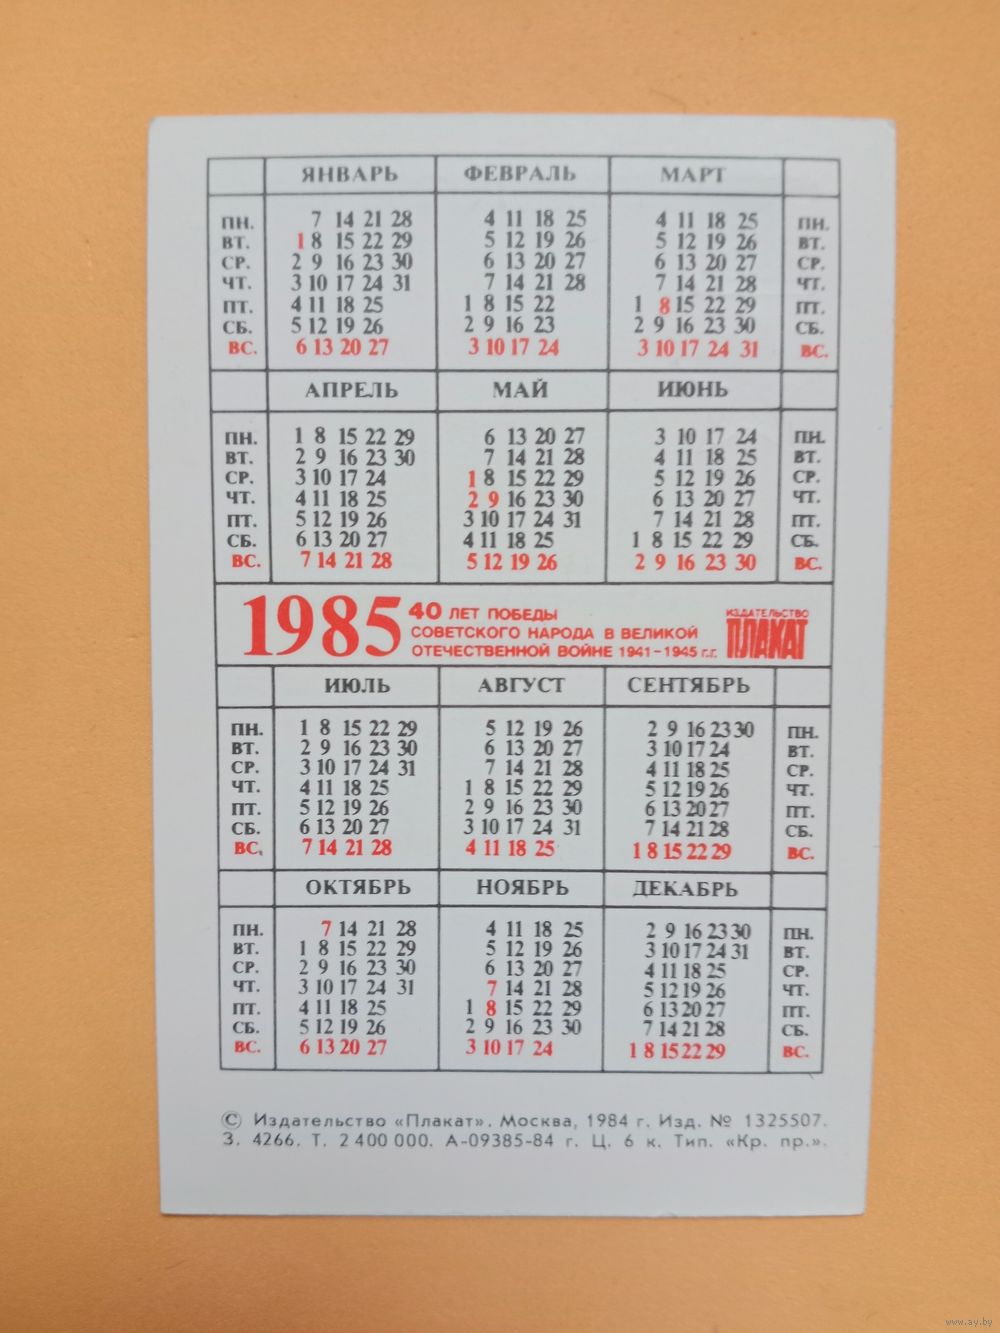 ЯНВАРЬ ФЕВРАЛЬ МАРТ
ПН. 7 14 21 28 4 11 18 25 4 11 18 25 ПН.
ВТ. 1 8 15 22 29 5 12 19 26 5 12 19 26 ВТ.
СР. 2 9 16 23 30 6 13 20 27 6 13 20 27 СР.
ЧТ. 3 10 17 24 31 7 14 21 28 7 14 21 28 ЧТ.
ПТ. 4 11 18 25 1 8 15 22 1 8 15 22 29 ПТ.
СБ. 5 12 19 26 2 9 16 23 2 9 16 23 30 СБ.
ВС. 6 13 20 27 3 10 17 24 3 10 17 24 31 ВС.
АПРЕЛЬ МАЙ ИЮНЬ
ПН. 1 8 15 22 29 6 13 20 27 3 10 17 24 ПН.
ВТ. 2 9 16 23 30 7 14 21 28 4 11 18 25 ВТ.
СР. 3 10 17 24 1 8 15 22 29 5 12 19 26 СР.
ЧТ. 4 11 18 25 2 9 16 23 30 6 13 20 27 ЧТ.
ПТ. 5 12 19 26 3 10 17 24 31 7 14 21 28 ПТ.
СБ. 6 13 20 27 4 11 18 25 1 8 15 22 29 СБ.
ВС. 7 14 21 28 5 12 19 26 2 9 16 23 30 ВС.
1985 40 ЛЕТ ПОБЕДЫ
СОВЕТСКОГО НАРОДА В ВЕЛИКОЙ
ОТЕЧЕСТВЕННОЙ ВОЙНЕ 1941-1945 г.г.
ИЗДАТЕЛЬСТВО
ПЛАКАТ
ИЮЛЬ АВГУСТ СЕНТЯБРЬ
ПН. 1 8 15 22 29 5 12 19 26 2 9 16 23 30 ПН.
ВТ. 2 9 16 23 30 6 13 20 27 3 10 17 24 ВТ.
СР. 3 10 17 24 31 7 14 21 28 4 11 18 25 СР.
ЧТ. 4 11 18 25 1 8 15 22 29 5 12 19 26 ЧТ.
ПТ. 5 12 19 26 2 9 16 23 30 6 13 20 27 ПТ.
СБ. 6 13 20 27 3 10 17 24 31 7 14 21 28 СБ.
ВС. 7 14 21 28 4 11 18 25 1 8 15 22 29 ВС.
ОКТЯБРЬ НОЯБРЬ ДЕКАБРЬ
ПН. 7 14 21 28 4 11 18 25 2 9 16 23 30 ПН.
ВТ. 1 8 15 22 29 5 12 19 26 3 10 17 24 31 ВТ.
СР. 2 9 16 23 30 6 13 20 27 4 11 18 25 СР.
ЧТ. 3 10 17 24 31 7 14 21 28 5 12 19 26 ЧТ.
ПТ. 4 11 18 25 1 8 15 22 29 6 13 20 27 ПТ.
СБ. 5 12 19 26 2 9 16 23 30 7 14 21 28 СБ.
ВС. 6 13 20 27 3 10 17 24 1 8 15 22 29 ВС.
© Издательство «Плакат». Москва, 1984 г. Изд. № 1325507.
З. 4266. Т. 2 400 000. А-09385-84 г. Ц. 6 к. Тип. «Кр. пр.».
www.ay.by